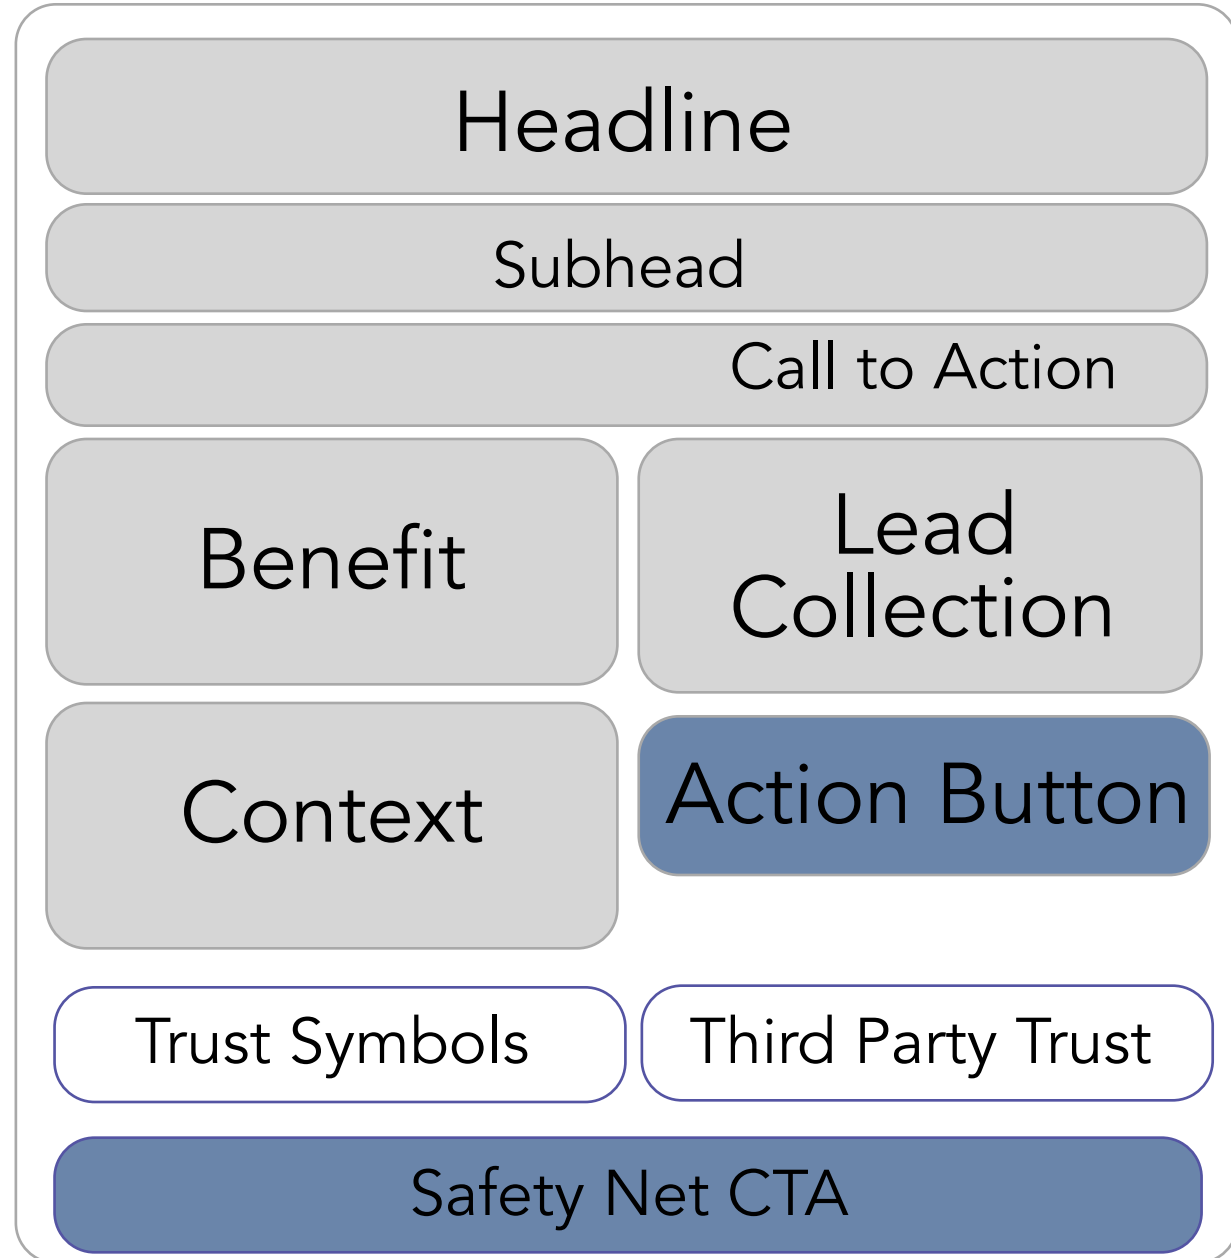 Headline
Subhead
Call to Action
Benefit
Lead
Collection
Context
Action Button
Trust Symbols
Third Party Trust
Safety Net CTA